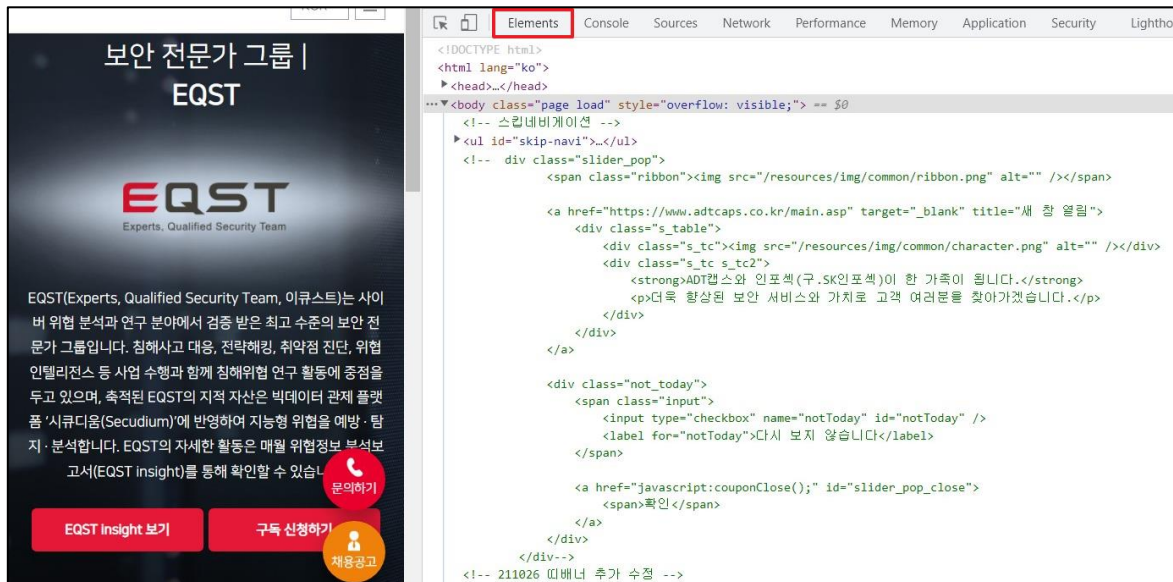 보안 전문가 그룹 |
EQST
EQST
Experts, Qualified Security Team
EQST(Experts, Qualified Security Team, 이큐스트)는 사이
버 위협 분석과 연구 분야에서 검증 받은 최고 수준의 보안 전
문가 그룹입니다. 침해사고 대응, 전략해킹, 취약점 진단, 위협
인텔리전스 등 사업 수행과 함께 침해위협 연구 활동에 중점을
두고 있으며, 축적된 EQST의 지적 자산은 빅데이터 관제 플랫
폼 '시큐디움(Secudium)'에 반영하여 지능형 위협을 예방 · 탐
지 · 분석합니다. EQST의 자세한 활동은 매월 위협정보 분석보
고서(EQST insight)를 통해 확인할 수 있습니
문의하기
EQST Insight 보기
구독 신청하기
채용공고
Elements Console Sources Network Performance Memory Application Security Lightho
<!DOCTYPE html>
<html lang="ko">
▶<head>…</head>
…▼<body class="page load" style="overflow: visible;"> == $0
<!-- 스킵네비게이션 -->
▶<ul id="skip-navi">…</ul>
<!-- div class="slider_pop">
<span class="ribbon"><img src="/resources/img/common/ribbon.png" alt="" /></span>
<a href="https://www.adtcaps.co.kr/main.asp" target="_blank" title="새 창 열림">
<div class="s_table">
<div class="s_tc"><img src="/resources/img/common/character.png" alt="" /></div>
<div class="s_tc s_tc2">
<strong>ADT캡스와 인포섹(구.SK인포섹)이 한 가족이 됩니다.</strong>
<p>더욱 향상된 보안 서비스와 가치로 고객 여러분을 찾아가겠습니다.</p>
</div>
</div>
</a>
<div class="not_today">
<span class="input">
<input type="checkbox" name="notToday" id="notToday" />
<label for="notToday">다시 보지 않습니다</label>
</span>
<a href="javascript:couponClose();" id="slider_pop_close">
<span>확인</span>
</a>
</div>
</div-->
<!-- 211026 띠배너 추가 수정 -->